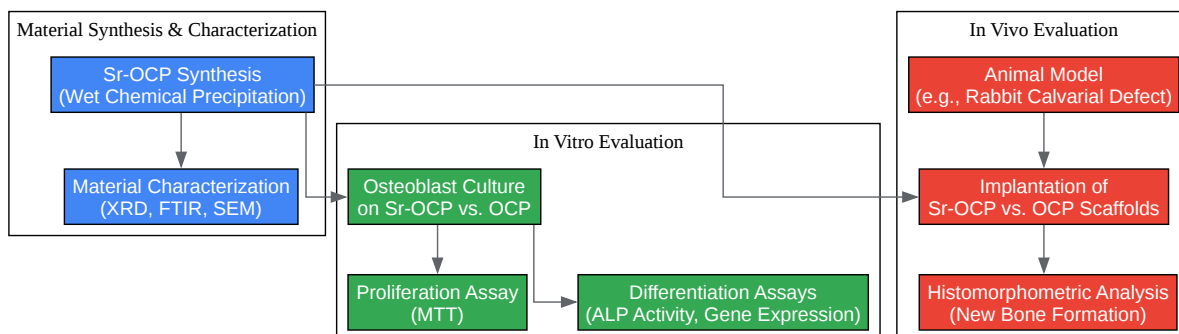 Material Synthesis & Characterization
Sr-OCP Synthesis
(Wet Chemical Precipitation)
Material Characterization
(XRD, FTIR, SEM)
In Vitro Evaluation
Osteoblast Culture
on Sr-OCP vs. OCP
Proliferation Assay
(MTT)
Differentiation Assays
(ALP Activity, Gene Expression)
In Vivo Evaluation
Animal Model
(e.g., Rabbit Calvarial Defect)
Implantation of
Sr-OCP vs. OCP Scaffolds
Histomorphometric Analysis
(New Bone Formation)